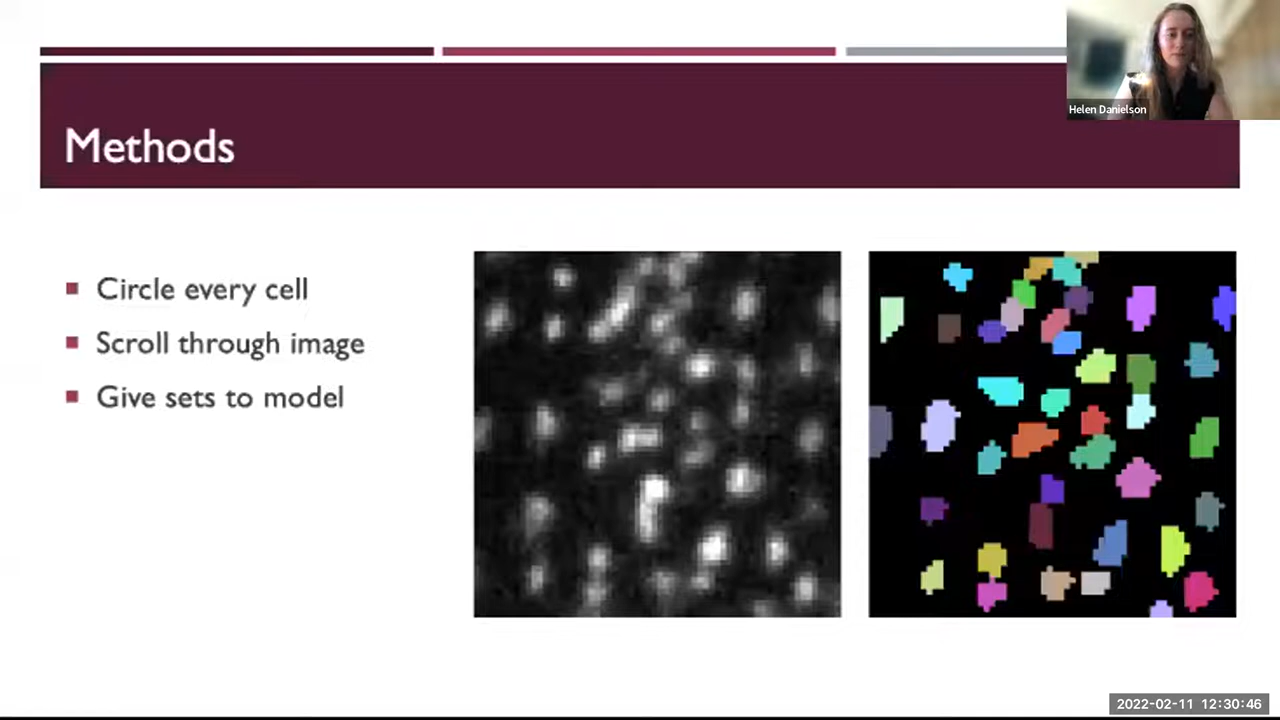 Helen Danielson
Methods
Circle every cell
Scroll through image
Give sets to model
2022-02-11 12:30:46